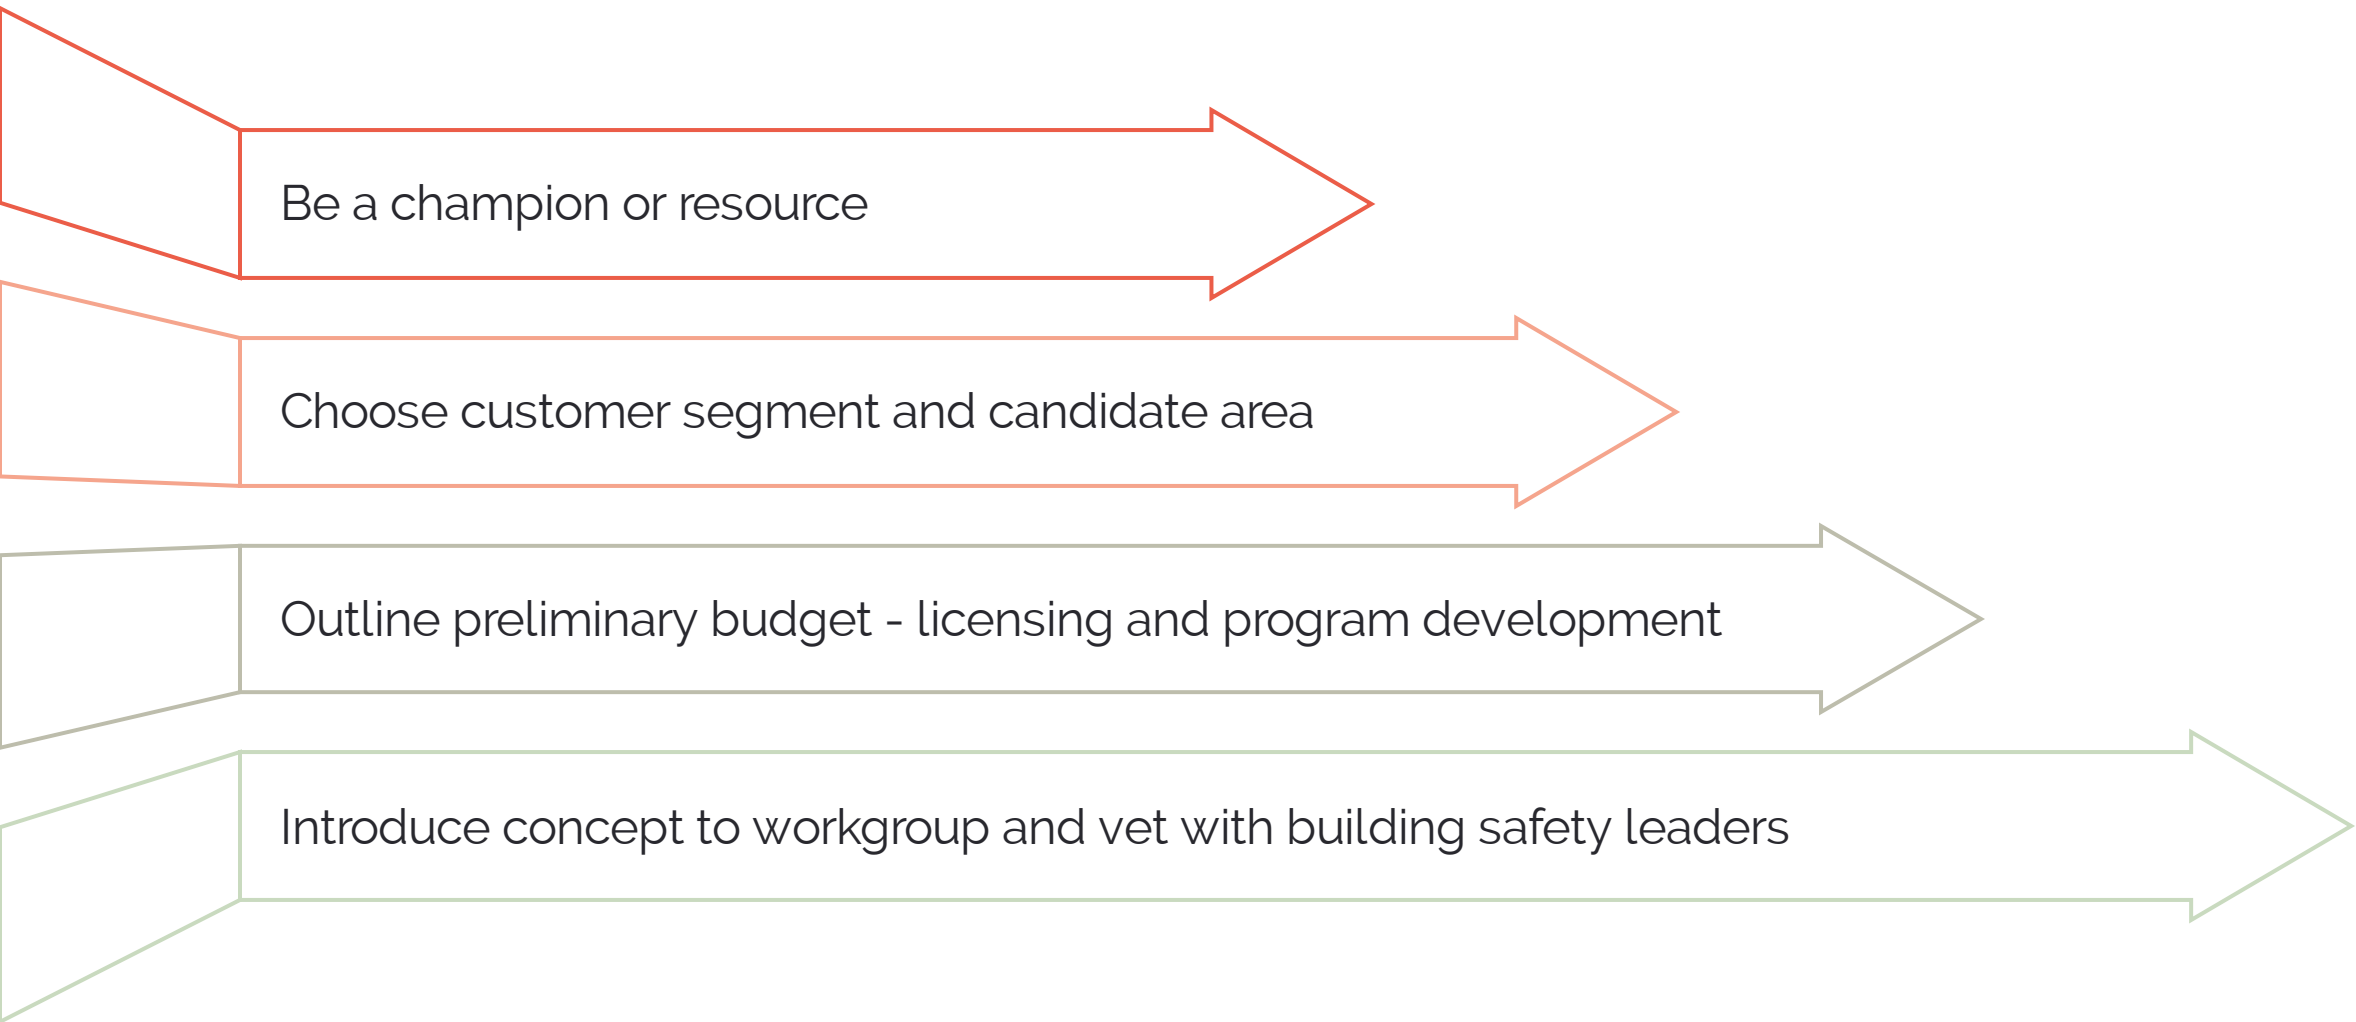 Be a champion or resource
Choose customer segment and candidate area
Outline preliminary budget - licensing and program development
Introduce concept to workgroup and vet with building safety leaders